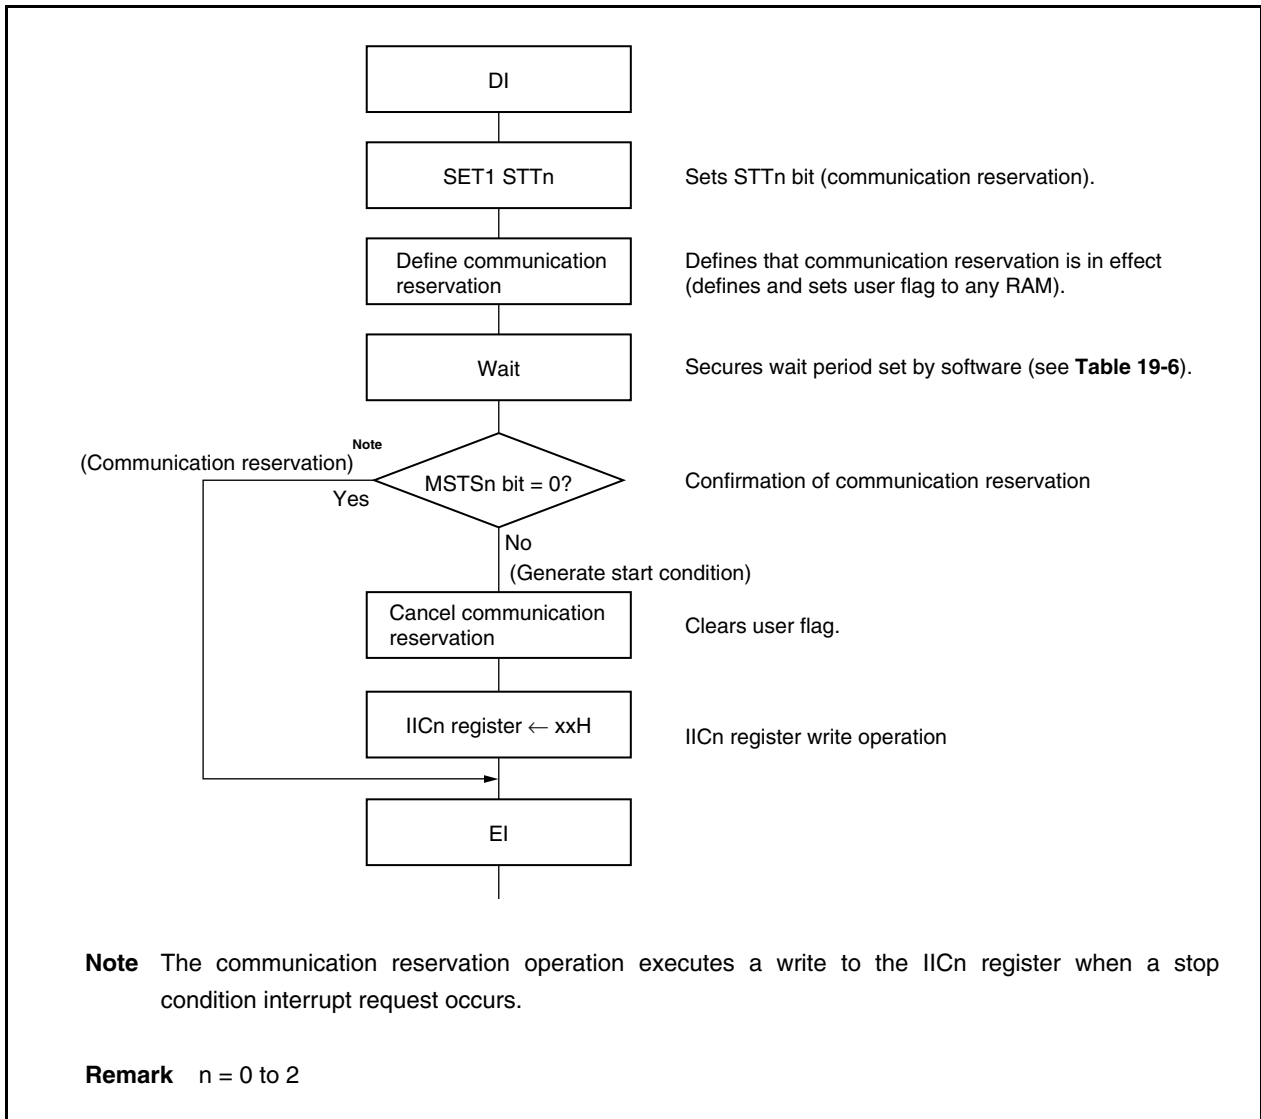 DI
SET1 STTn
Sets STTn bit (communication reservation).
Define communication
reservation
Defines that communication reservation is in effect
(defines and sets user flag to any RAM).
Wait
Secures wait period set by software (see Table 19-6).
(Communication reservation)Note
MSTSn bit = 0?
Confirmation of communication reservation
Yes
No
(Generate start condition)
Cancel communication
reservation
Clears user flag.
IICn register ← xxH
IICn register write operation
EI
Note The communication reservation operation executes a write to the IICn register when a stop
condition interrupt request occurs.
Remark n = 0 to 2